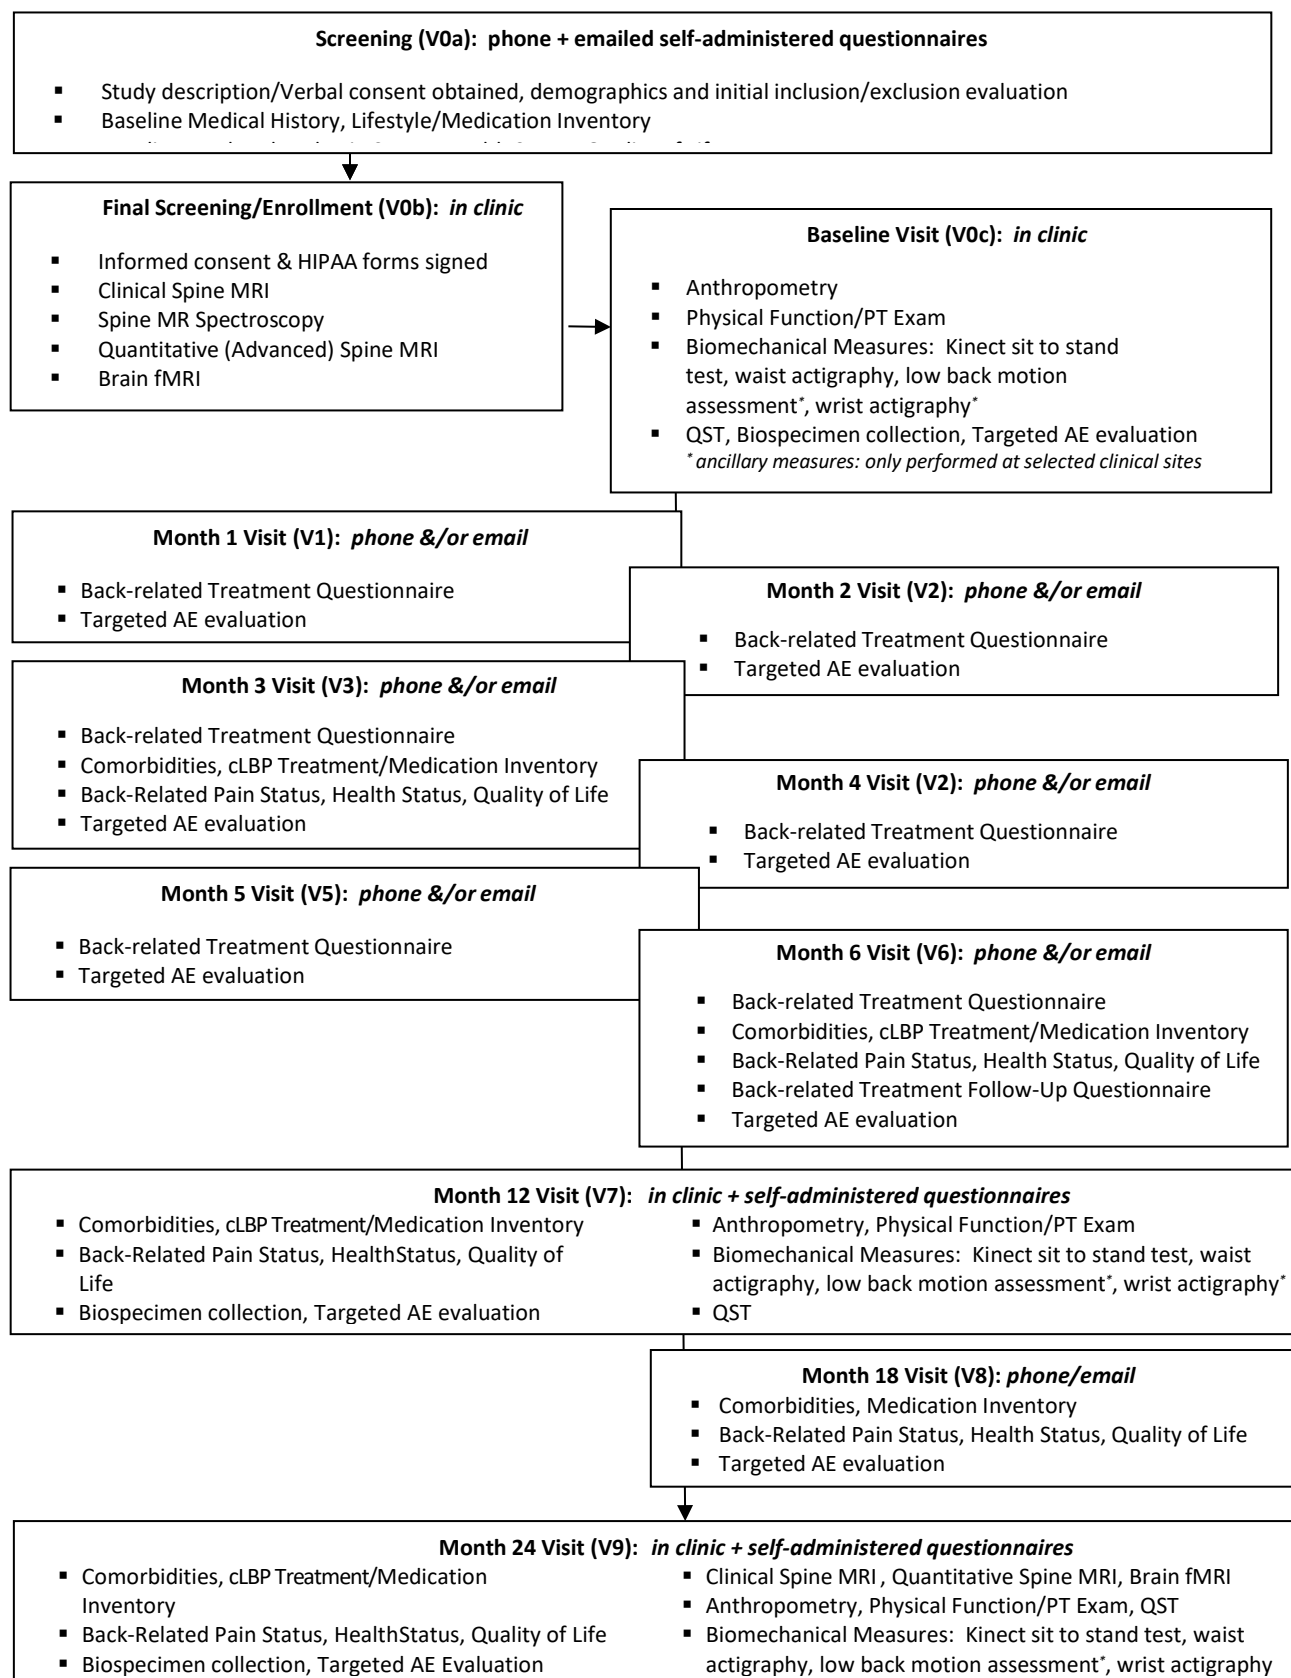 Screening (V0a): phone + emailed self-administered questionnaires
▪ Study description/Verbal consent obtained, demographics and initial inclusion/exclusion evaluation
▪ Baseline Medical History, Lifestyle/Medication Inventory
Final Screening/Enrollment (V0b): in clinic
▪ Informed consent & HIPAA forms signed
▪ Clinical Spine MRI
▪ Spine MR Spectroscopy
▪ Quantitative (Advanced) Spine MRI
▪ Brain fMRI
Baseline Visit (V0c): in clinic
▪ Anthropometry
▪ Physical Function/PT Exam
▪ Biomechanical Measures: Kinect sit to stand
test, waist actigraphy, low back motion
assessment*, wrist actigraphy*
▪ QST, Biospecimen collection, Targeted AE evaluation
* ancillary measures: only performed at selected clinical sites
Month 1 Visit (V1): phone &/or email
▪ Back-related Treatment Questionnaire
▪ Targeted AE evaluation
Month 2 Visit (V2): phone &/or email
▪ Back-related Treatment Questionnaire
▪ Targeted AE evaluation
Month 3 Visit (V3): phone &/or email
▪ Back-related Treatment Questionnaire
▪ Comorbidities, cLBP Treatment/Medication Inventory
▪ Back-Related Pain Status, Health Status, Quality of Life
▪ Targeted AE evaluation
Month 4 Visit (V2): phone &/or email
▪ Back-related Treatment Questionnaire
▪ Targeted AE evaluation
Month 5 Visit (V5): phone &/or email
▪ Back-related Treatment Questionnaire
▪ Targeted AE evaluation
Month 6 Visit (V6): phone &/or email
▪ Back-related Treatment Questionnaire
▪ Comorbidities, cLBP Treatment/Medication Inventory
▪ Back-Related Pain Status, Health Status, Quality of Life
▪ Back-related Treatment Follow-Up Questionnaire
▪ Targeted AE evaluation
Month 12 Visit (V7): in clinic + self-administered questionnaires
▪ Comorbidities, cLBP Treatment/Medication Inventory
▪ Back-Related Pain Status, HealthStatus, Quality of
Life
▪ Biospecimen collection, Targeted AE evaluation
▪ Anthropometry, Physical Function/PT Exam
▪ Biomechanical Measures: Kinect sit to stand test, waist
actigraphy, low back motion assessment*, wrist actigraphy*
▪ QST
Month 18 Visit (V8): phone/email
▪ Comorbidities, Medication Inventory
▪ Back-Related Pain Status, Health Status, Quality of Life
▪ Targeted AE evaluation
Month 24 Visit (V9): in clinic + self-administered questionnaires
▪ Comorbidities, cLBP Treatment/Medication
Inventory
▪ Back-Related Pain Status, HealthStatus, Quality of Life
▪ Biospecimen collection, Targeted AE Evaluation
▪ Clinical Spine MRI, Quantitative Spine MRI, Brain fMRI
▪ Anthropometry, Physical Function/PT Exam, QST
▪ Biomechanical Measures: Kinect sit to stand test, waist
actigraphy, low back motion assessment*, wrist actigraphy